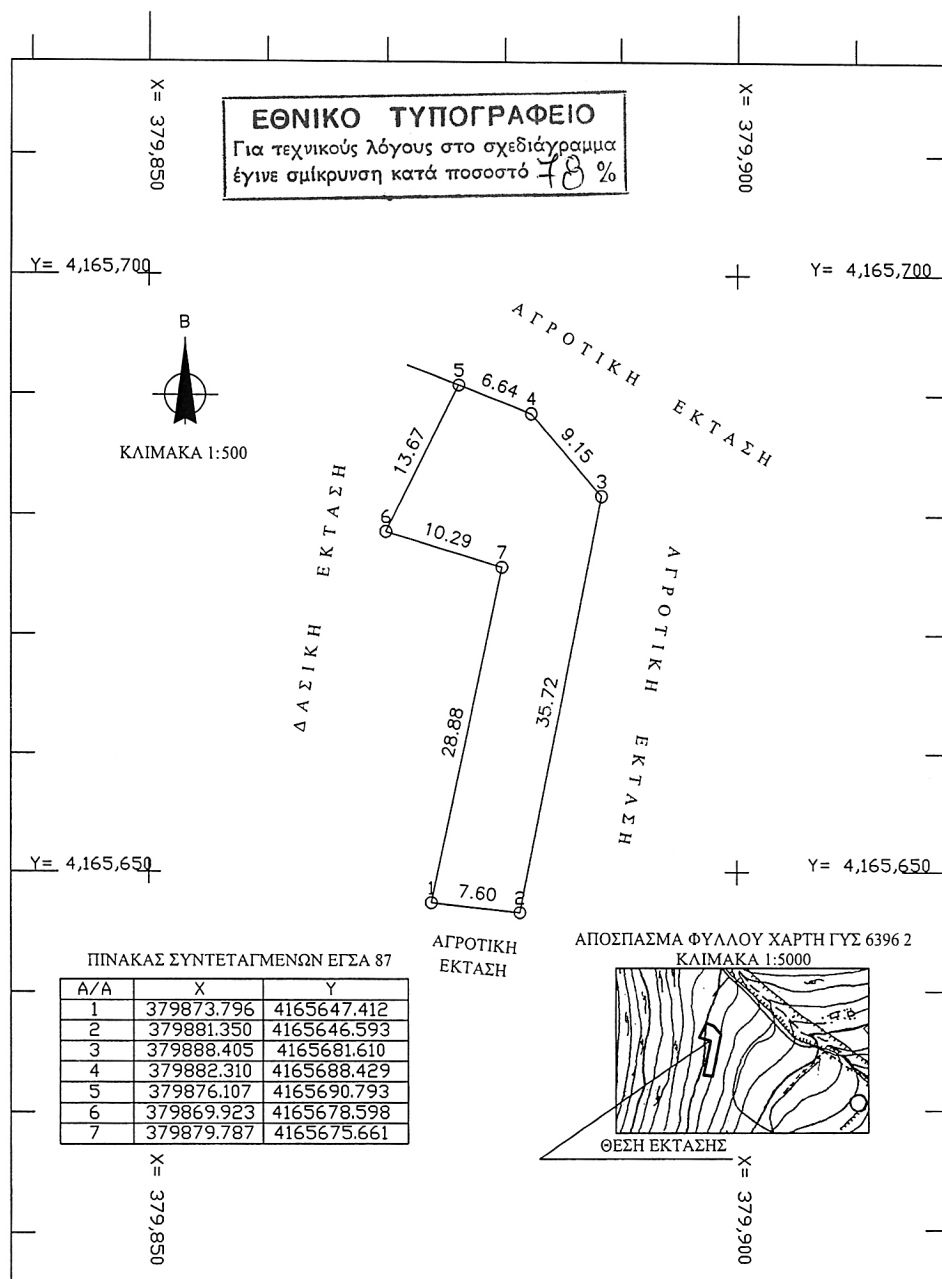 X= 379,850
X= 379,900
ΕΘΝΙΚΟ ΤΥΠΟΓΡΑΦΕΙΟ
Για τεχνικούς λόγους στο σχεδιάγραμμα
έγινε σμίκρυνση κατά ποσοστό 78 %
Y= 4,165,700
Y= 4,165,700
Β
ΚΛΙΜΑΚΑ 1:500
ΑΓΡΟΤΙΚΗ ΕΚΤΑΣΗ
5
6.64
4
9.15
3
13.67
6
10.29
7
ΔΑΣΙΚΗ ΕΚΤΑΣΗ
ΑΓΡΟΤΙΚΗ ΕΚΤΑΣΗ
28.88
35.72
Y= 4,165,650
Y= 4,165,650
1
7.60
2
ΑΓΡΟΤΙΚΗ
ΕΚΤΑΣΗ
ΠΙΝΑΚΑΣ ΣΥΝΤΕΤΑΓΜΕΝΩΝ ΕΓΣΑ 87
Α/Α X Y
1 379873.796 4165647.412
2 379881.350 4165646.593
3 379888.405 4165681.610
4 379882.310 4165688.429
5 379876.107 4165690.793
6 379869.923 4165678.598
7 379879.787 4165675.661
ΑΠΟΣΠΑΣΜΑ ΦΥΛΛΟΥ ΧΑΡΤΗ ΓΥΣ 6396 2
ΚΛΙΜΑΚΑ 1:5000
ΘΕΣΗ ΕΚΤΑΣΗΣ
X= 379,850
X= 379,900